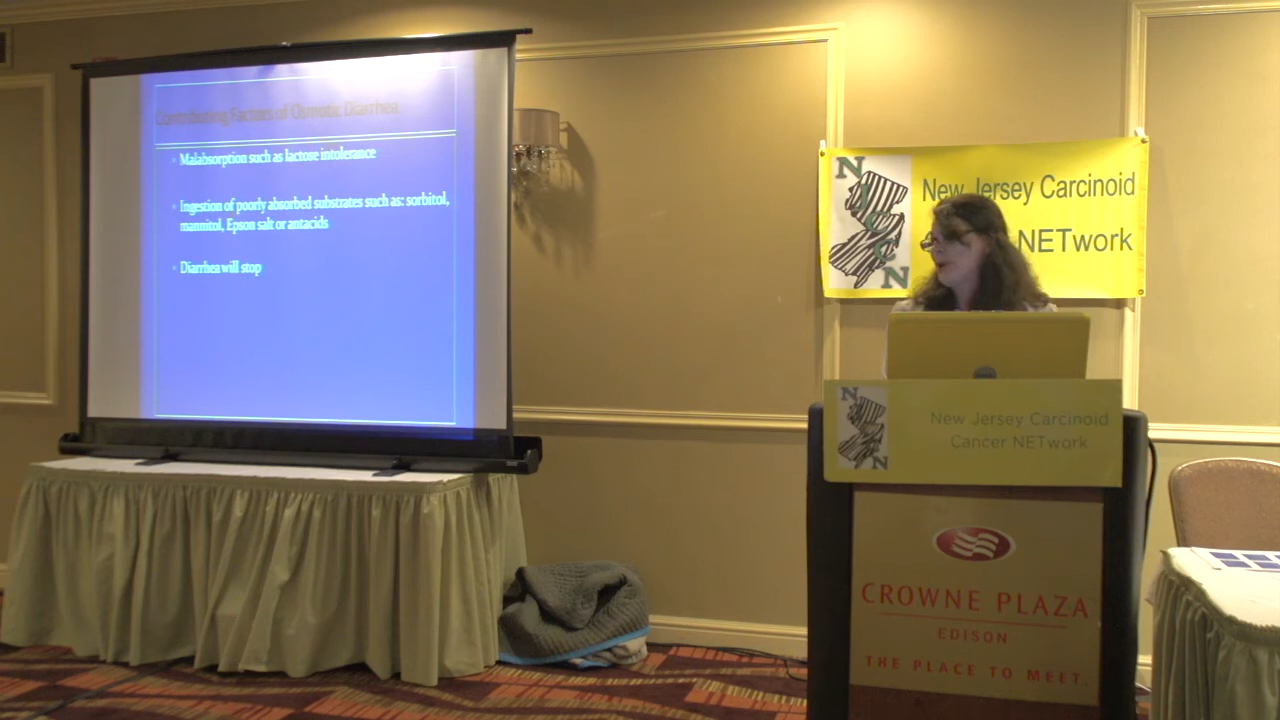 Contributing Factors of Osmotic Diarrhea
Malabsorption such as lactose intolerance
Ingestion of poorly absorbed substrates such as: sorbitol,
mannitol, Epson salt or antacids
Diarrhea will stop
NJCCN
New Jersey Carcinoid
NETwork
NJCCN
New Jersey Carcinoid
Cancer NETwork
CROWNE PLAZA
EDISON
THE PLACE TO MEET.